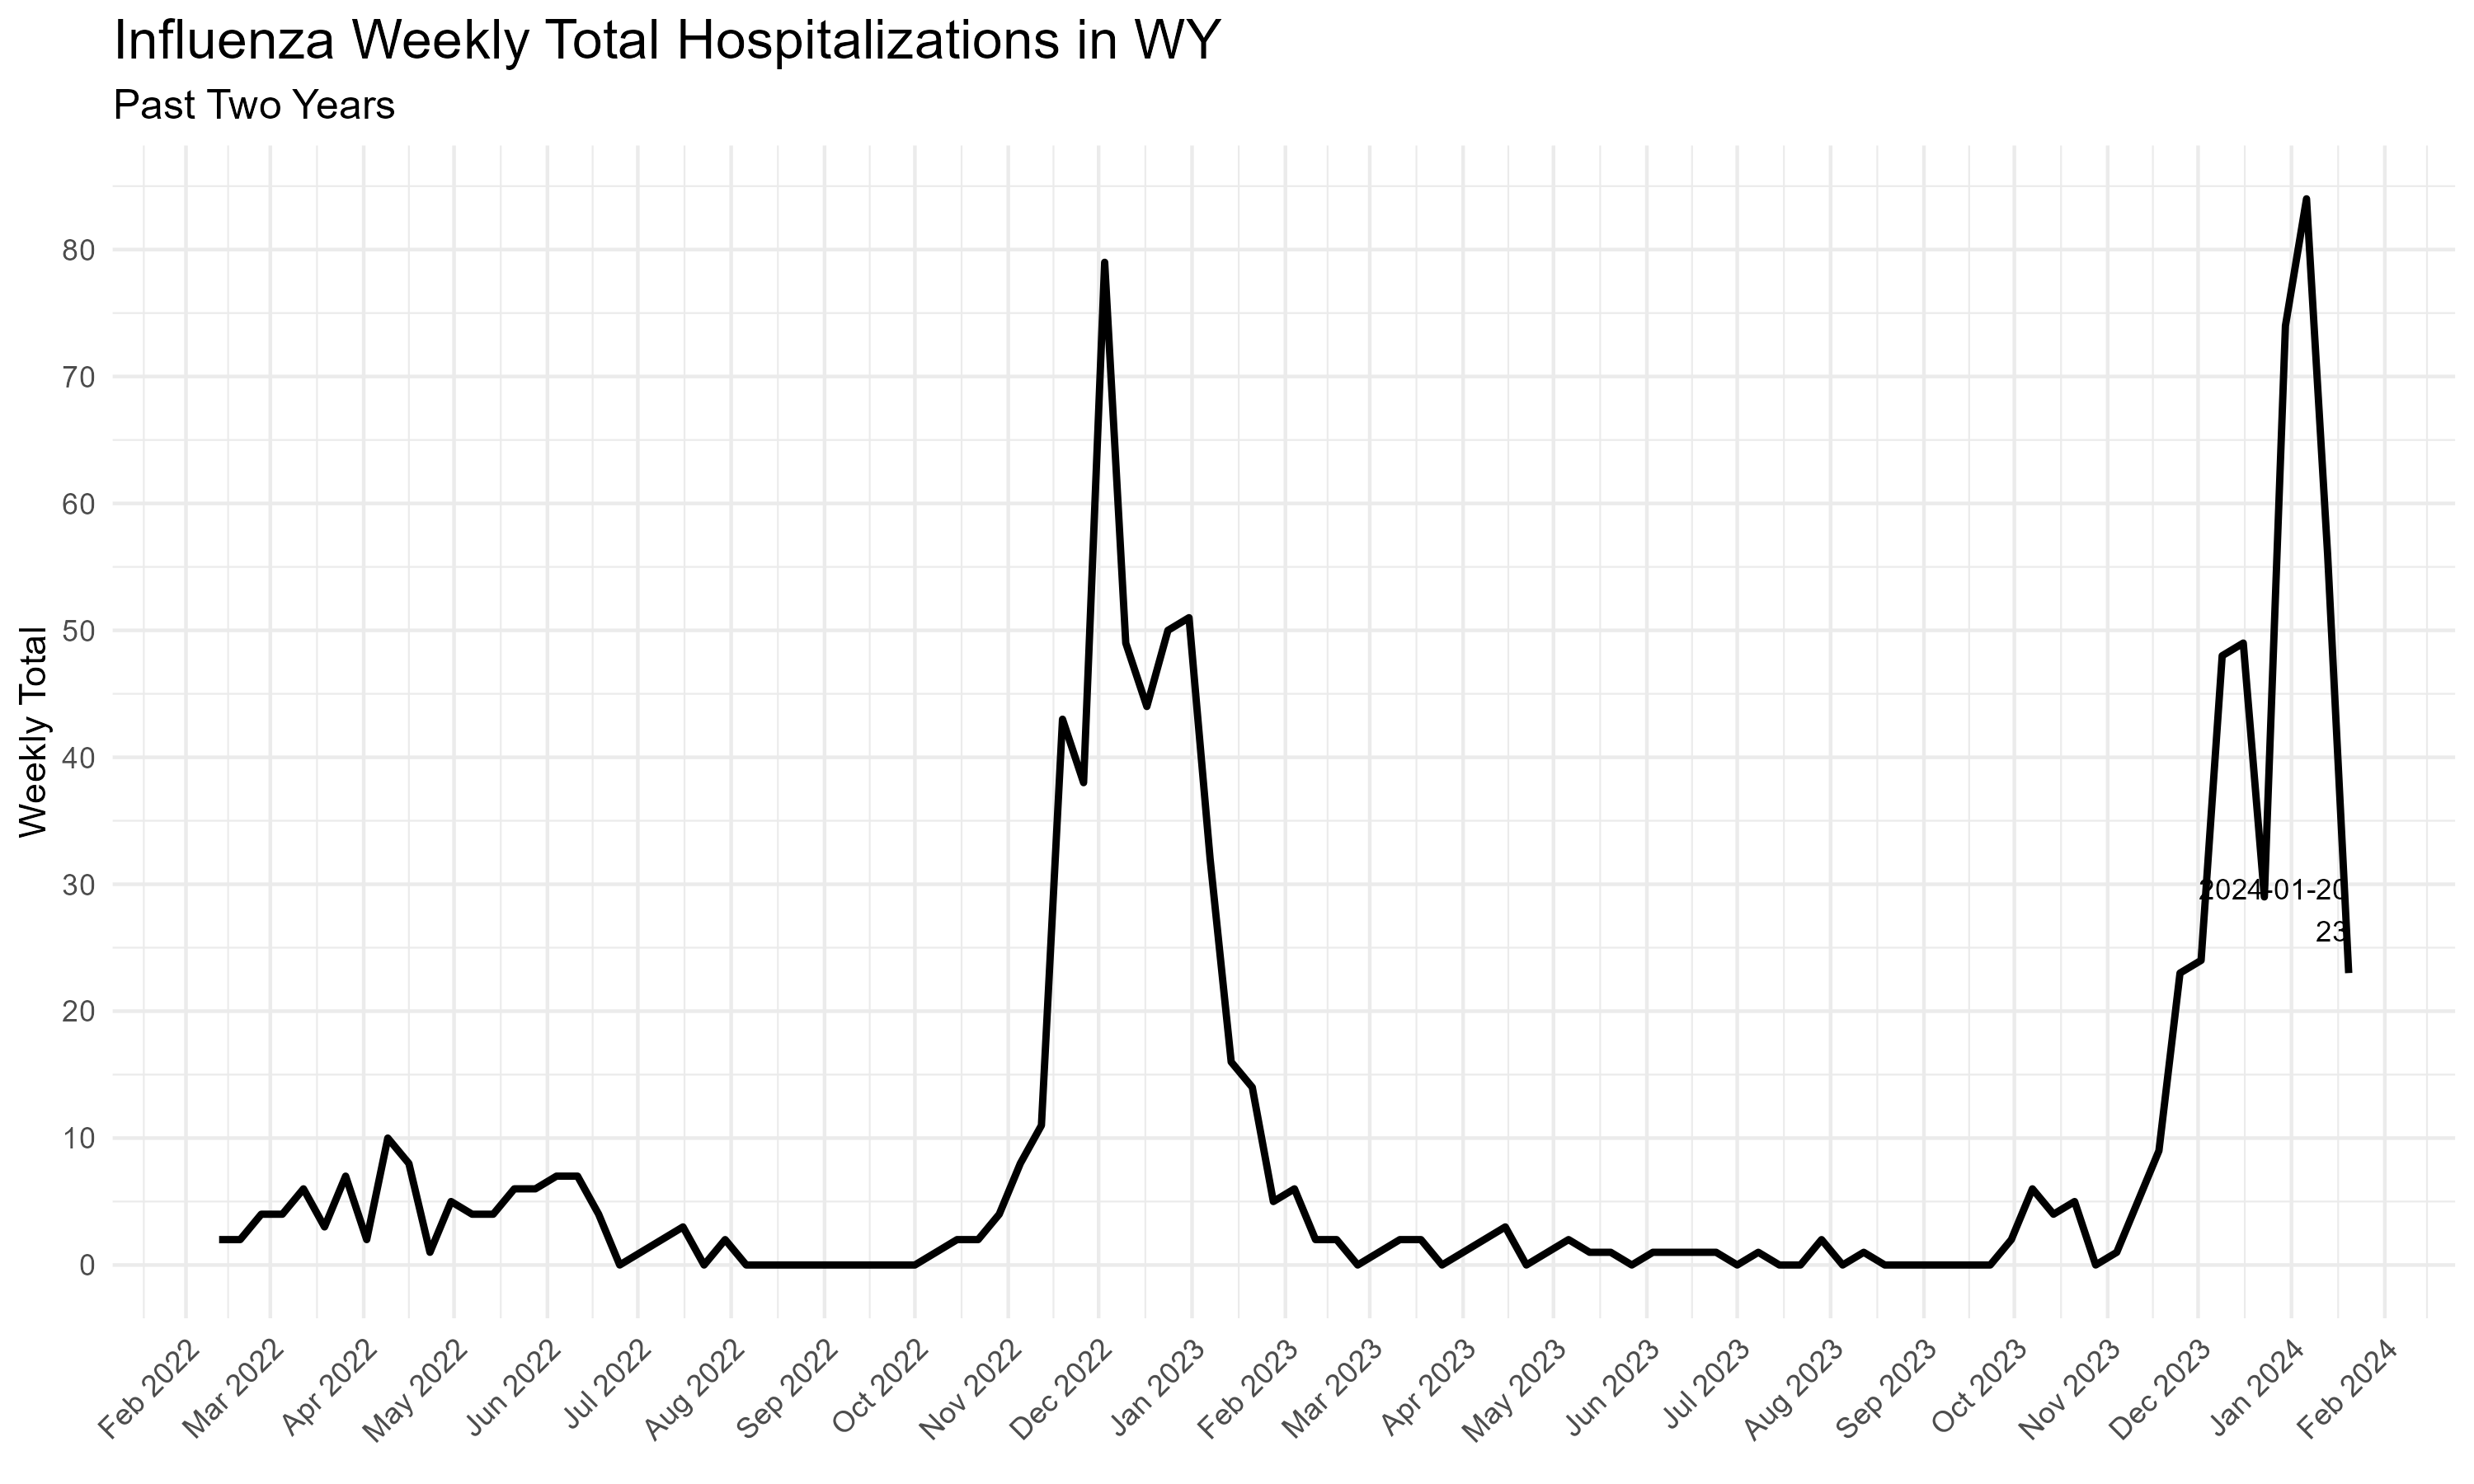 Influenza Weekly Total Hospitalizations in WY
Past Two Years
Weekly Total
80
70
60
50
40
30
20
10
0
2024-01-20
23
Feb 2022
Mar 2022
Apr 2022
May 2022
Jun 2022
Jul 2022
Aug 2022
Sep 2022
Oct 2022
Nov 2022
Dec 2022
Jan 2023
Feb 2023
Mar 2023
Apr 2023
May 2023
Jun 2023
Jul 2023
Aug 2023
Sep 2023
Oct 2023
Nov 2023
Dec 2023
Jan 2024
Feb 2024